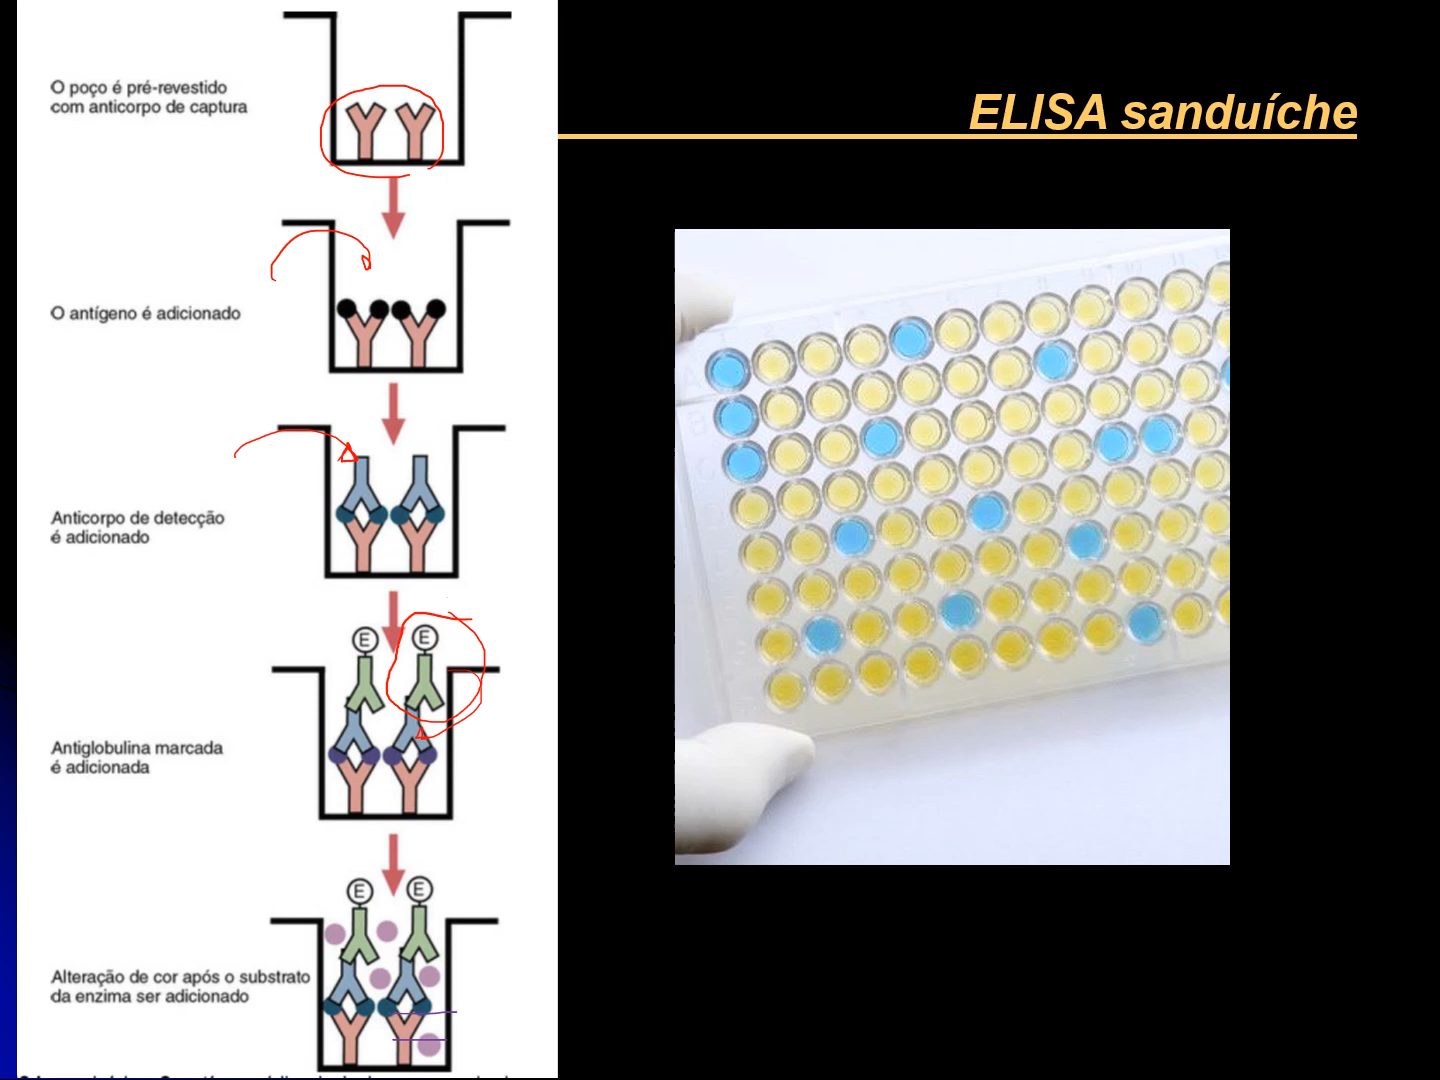 ELISA sanduíche
O poço é pré-revestido
com anticorpo de captura
O antígeno é adicionado
Anticorpo de detecção
é adicionado
E
E
Antiglobulina marcada
é adicionada
E
E
Alteração de cor após o substrato
da enzima ser adicionado